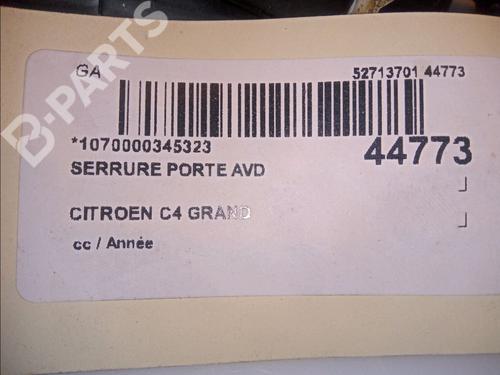 GA 52713701 44773
*1070000345323 44773
SERRURE PORTE AVD
CITROEN C4 GRAND
cc / Année
B-PARTS